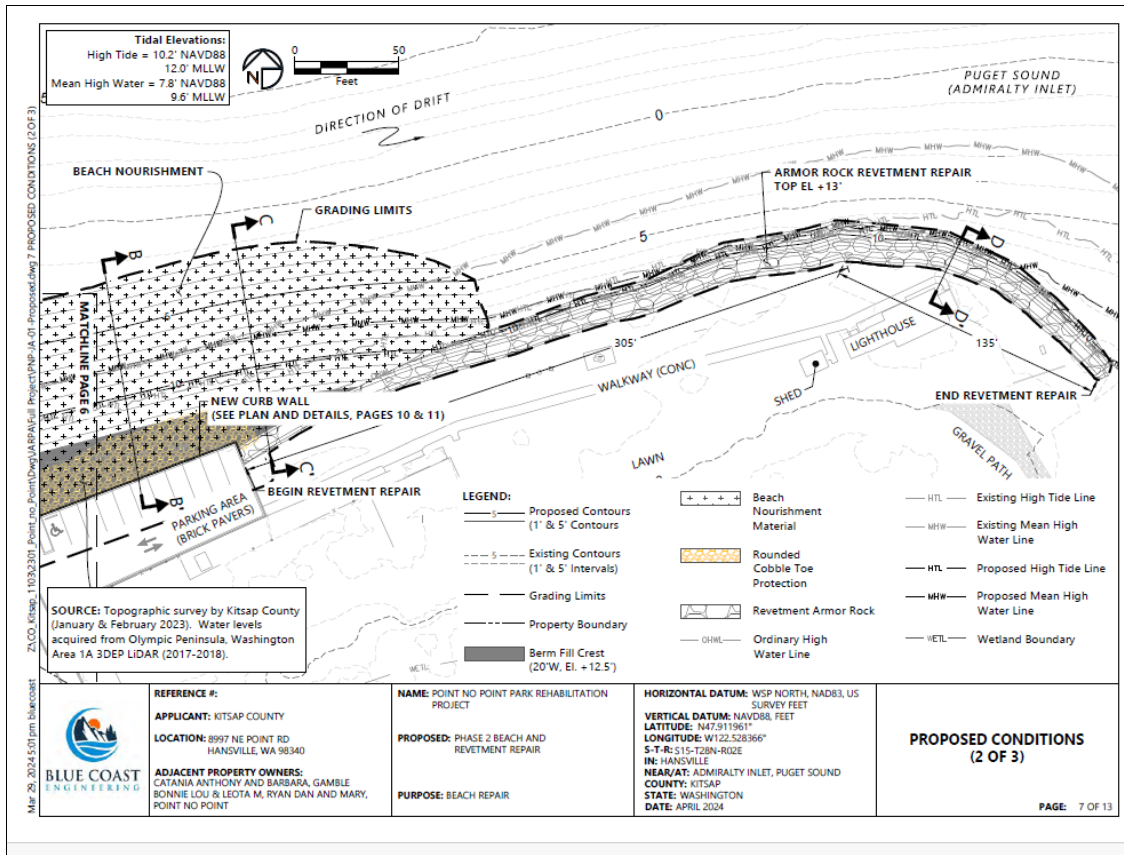 Tidal Elevations:
High Tide = 10.2' NAVD88
12.0' MLLW
Mean High Water = 7.8' NAVD88
9.6' MLLW
N
0 50
Feet
PUGET SOUND
(ADMIRALTY INLET)
DIRECTION OF DRIFT
0
5
BEACH NOURISHMENT
GRADING LIMITS
ARMOR ROCK REVETMENT REPAIR
TOP EL +13'
MHW
HTL
B
C
D
5
10
10
10
MATCHLINE PAGE 6
305'
135'
D'
LIGHTHOUSE
WALKWAY (CONC)
SHED
NEW CURB WALL
(SEE PLAN AND DETAILS, PAGES 10 & 11)
END REVETMENT REPAIR
GRAVEL PATH
LAWN
C'
B'
BEGIN REVETMENT REPAIR
PARKING AREA
(BRICK PAVERS)
WETL
LEGEND:
5 Proposed Contours
(1' & 5' Contours)
5 Existing Contours
(1' & 5' Intervals)
Grading Limits
Property Boundary
Berm Fill Crest
(20'W, El. +12.5')
Beach
Nourishment
Material
Rounded
Cobble Toe
Protection
Revetment Armor Rock
OHWL Ordinary High
Water Line
HTL Existing High Tide Line
MHW Existing Mean High
Water Line
HTL Proposed High Tide Line
MHW Proposed Mean High
Water Line
WETL Wetland Boundary
SOURCE: Topographic survey by Kitsap County
(January & February 2023). Water levels
acquired from Olympic Peninsula, Washington
Area 1A 3DEP LiDAR (2017-2018).
BLUE COAST
ENGINEERING
REFERENCE #:
APPLICANT: KITSAP COUNTY
LOCATION: 8997 NE POINT RD
HANSVILLE, WA 98340
ADJACENT PROPERTY OWNERS:
CATANIA ANTHONY AND BARBARA, GAMBLE
BONNIE LOU & LEOTA M, RYAN DAN AND MARY,
POINT NO POINT
NAME: POINT NO POINT PARK REHABILITATION
PROJECT
PROPOSED: PHASE 2 BEACH AND
REVETMENT REPAIR
PURPOSE: BEACH REPAIR
HORIZONTAL DATUM: WSP NORTH, NAD83, US
SURVEY FEET
VERTICAL DATUM: NAVD88, FEET
LATITUDE: N47.911961°
LONGITUDE: W122.528366°
S-T-R: S15-T28N-R02E
IN: HANSVILLE
NEAR/AT: ADMIRALTY INLET, PUGET SOUND
COUNTY: KITSAP
STATE: WASHINGTON
DATE: APRIL 2024
PROPOSED CONDITIONS
(2 OF 3)
PAGE: 7 OF 13
Mar 29, 2024 5:01pm bluecoast